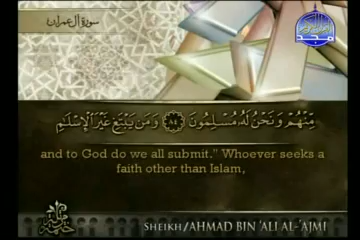 سورة آل عمران
مِنْهُمْ وَنَحْنُ لَهُ مُسْلِمُونَ ﴿٨٤﴾ وَمَن يَبْتَغِ غَيْرَ الْإِسْلَامِ
and to God do we all submit." Whoever seeks a
faith other than Islam,
SHEIKH/AHMAD BIN 'ALI AL-'AJMI